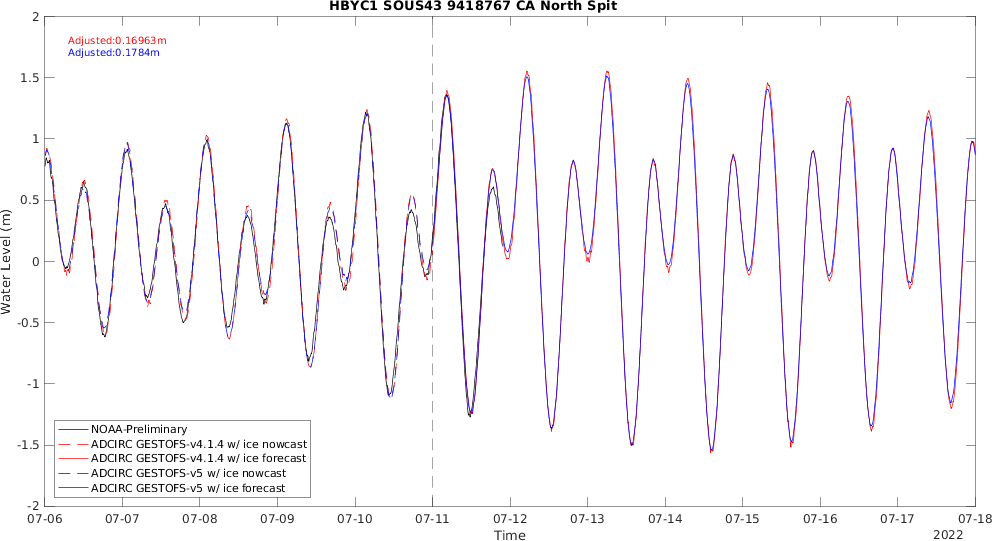 HBYC1 SOUS43 9418767 CA North Spit
Adjusted:0.16963m
Adjusted:0.1784m
2
1.5
1
0.5
0
-0.5
-1
-1.5
-2
Water Level (m)
NOAA-Preliminary
ADCIRC GESTOFS-v4.1.4 w/ ice nowcast
ADCIRC GESTOFS-v4.1.4 w/ ice forecast
ADCIRC GESTOFS-v5 w/ ice nowcast
ADCIRC GESTOFS-v5 w/ ice forecast
07-06 07-07 07-08 07-09 07-10 07-11 07-12 07-13 07-14 07-15 07-16 07-17 07-18
Time
2022